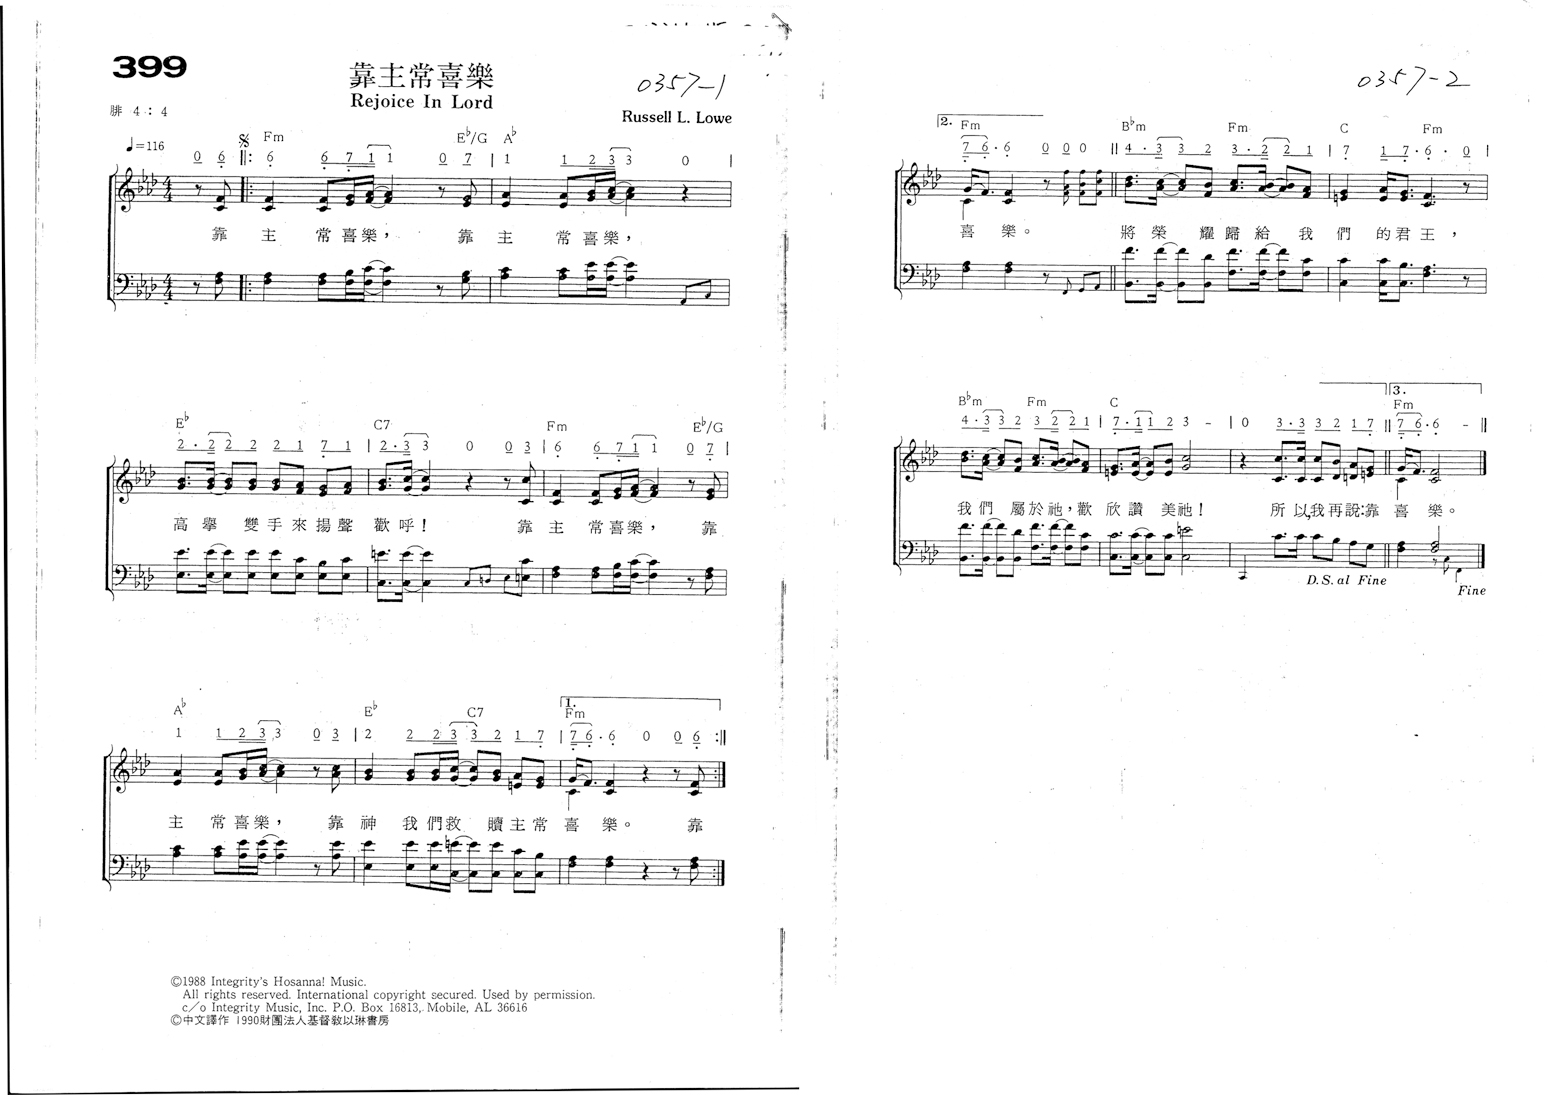 399
靠主常喜樂
Rejoice In Lord
0357-1
腓 4：4
Russell L. Lowe
♩=116
Fm E♭/G A♭
0 6 6 6 7 1 1 0 7 1 1 2 3 3 0
靠 主 常喜樂， 靠 主 常喜樂，
E♭ C7 Fm E♭/G
2·2 2 2 2 1 7 1 2·3 3 0 0 3 6 6 7 1 1 0 7
高舉 雙手來揚聲歡呼！ 靠主 常喜樂， 靠
1.
A♭ E♭ C7 Fm
1 1 2 3 3 0 3 2 2 2 3 3 2 1 7 7 6·6 0 0 6
主 常喜樂， 靠神 我們救 贖主常喜 樂。 靠
©1988 Integrity's Hosanna! Music.
All rights reserved. International copyright secured. Used by permission.
c/o Integrity Music, Inc. P.O. Box 16813, Mobile, AL 36616
©中文譯作 1990財團法人基督教以琳書房
0357-2
2.
Fm B♭m Fm C Fm
7 6·6 0 0 0 4·3 3 2 3·2 2 1 7 1 7·6·0
喜 樂。 將榮 耀歸給 我們 的君王，
3.
B♭m Fm C Fm
4·3 3 2 3·2 2 1 7·1 1 2 3 - 0 3·3 3 2 1 7 7 6·6 -
我們 屬於祂，歡 欣讚 美祂！ 所以我再說：靠 喜 樂。
D.S. al Fine
Fine